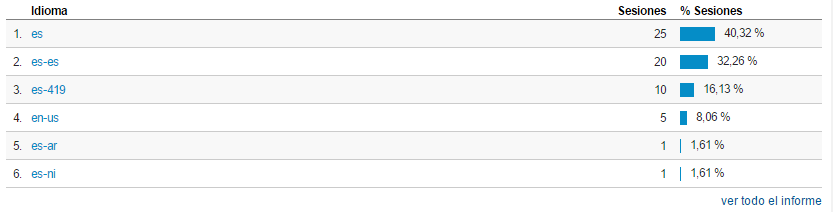 Idioma Sesiones % Sesiones
1. es 25 40,32 %
2. es-es 20 32,26 %
3. es-419 10 16,13 %
4. en-us 5 8,06 %
5. es-ar 1 1,61 %
6. es-ni 1 1,61 %
ver todo el informe